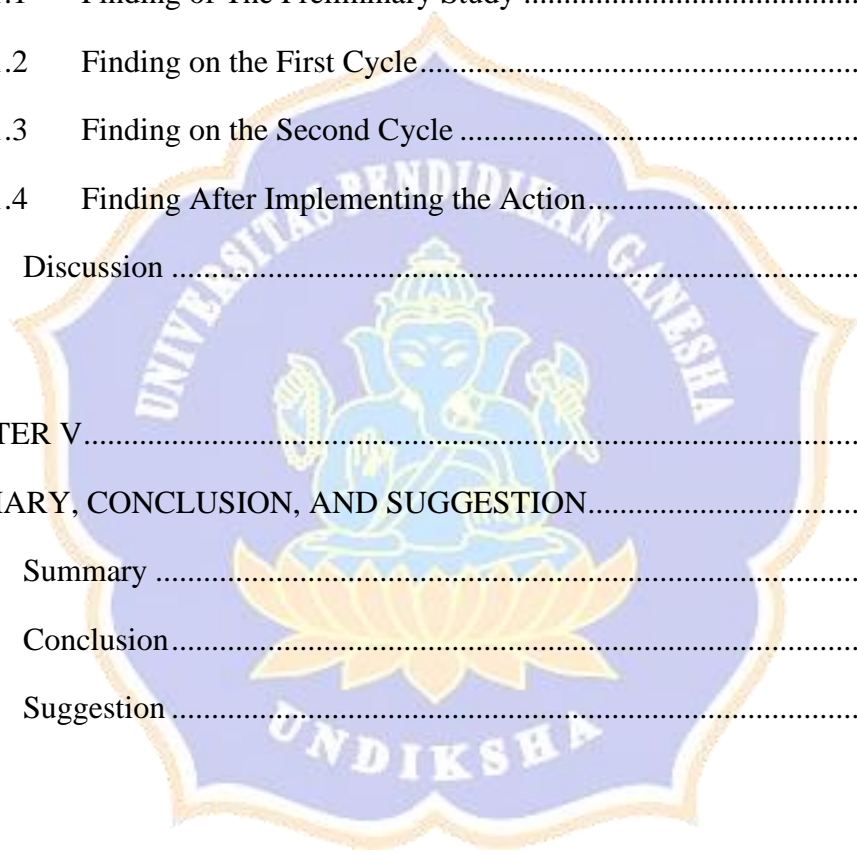 .1 Finding of The Preliminary Study ...............................................
.2 Finding on the First Cycle...........................................................
.3 Finding on the Second Cycle ......................................................
.4 Finding After Implementing the Action.....................................
Discussion .............................................................................................
TER V........................................................................................................
ARY, CONCLUSION, AND SUGGESTION....................................
Summary ................................................................................................
Conclusion..............................................................................................
Suggestion ..............................................................................................
UNIVERSITAS PENDIDIKAN GANESHA
UNDIKSHA